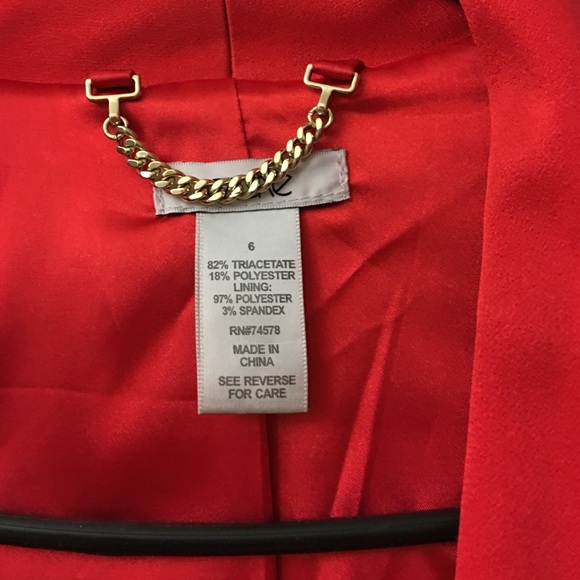 6
82% TRIACETATE
18% POLYESTER
LINING:
97% POLYESTER
3% SPANDEX
RN#74578
MADE IN
CHINA
SEE REVERSE
FOR CARE